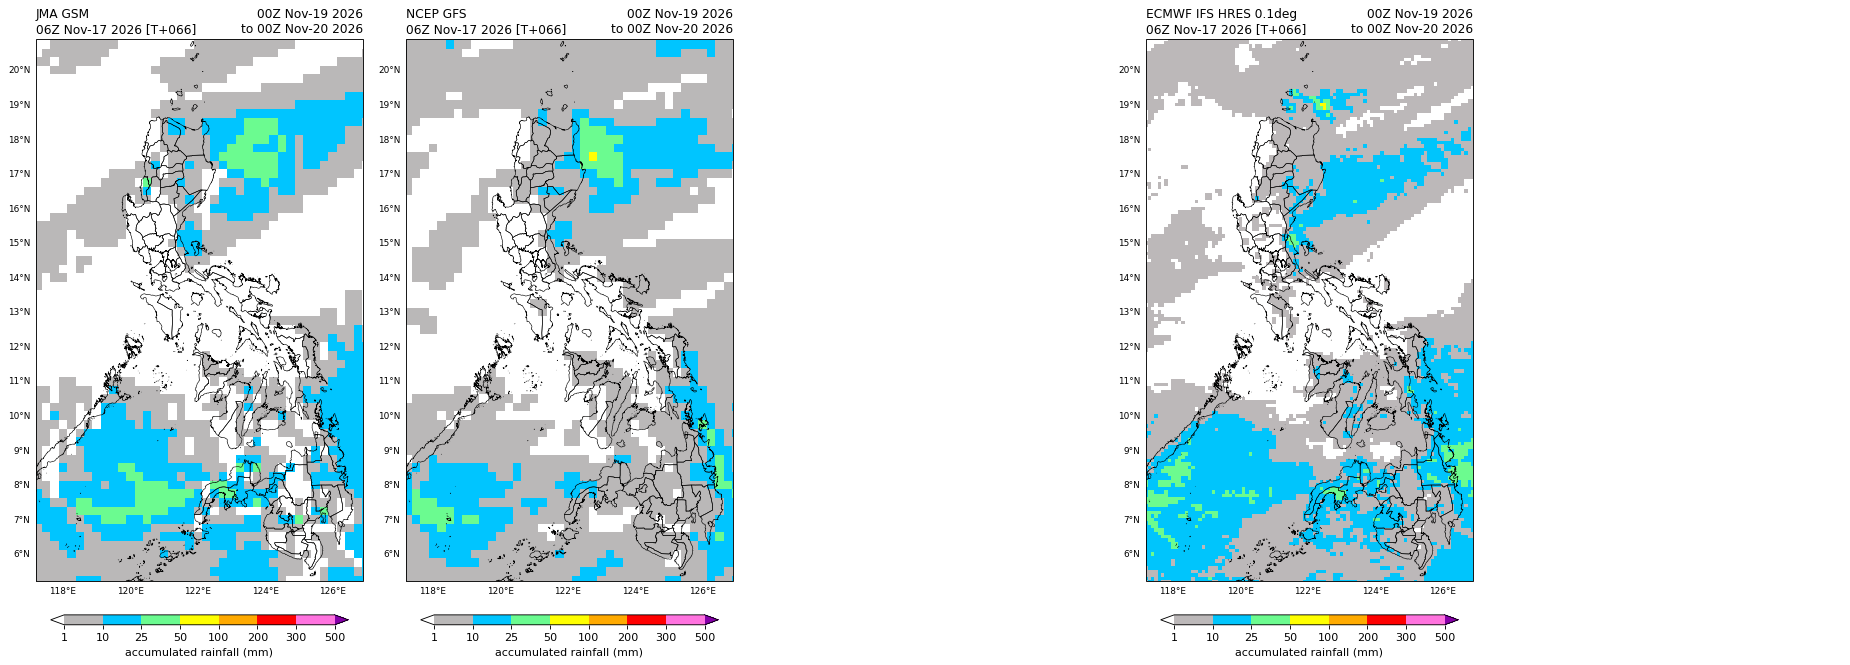 JMA GSM 00Z Nov-19 2026
06Z Nov-17 2026 [T+066] to 00Z Nov-20 2026
20°N
19°N
18°N
17°N
16°N
15°N
14°N
13°N
12°N
11°N
10°N
9°N
8°N
7°N
6°N
118°E 120°E 122°E 124°E 126°E
1 10 25 50 100 200 300 500
accumulated rainfall (mm)
NCEP GFS 00Z Nov-19 2026
06Z Nov-17 2026 [T+066] to 00Z Nov-20 2026
20°N
19°N
18°N
17°N
16°N
15°N
14°N
13°N
12°N
11°N
10°N
9°N
8°N
7°N
6°N
118°E 120°E 122°E 124°E 126°E
1 10 25 50 100 200 300 500
accumulated rainfall (mm)
ECMWF IFS HRES 0.1deg 00Z Nov-19 2026
06Z Nov-17 2026 [T+066] to 00Z Nov-20 2026
20°N
19°N
18°N
17°N
16°N
15°N
14°N
13°N
12°N
11°N
10°N
9°N
8°N
7°N
6°N
118°E 120°E 122°E 124°E 126°E
1 10 25 50 100 200 300 500
accumulated rainfall (mm)